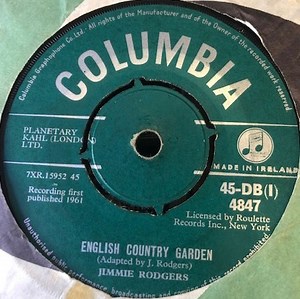 Columbia Graphophone Co. Ltd. All rights of the Manufacturer and of the Owner of the recorded work reserved
COLUMBIA
PLANETARY
KAHL (LONDON)
LTD.
MADE IN IRELAND
7XR.15952 45
Recording first
published 1961
45-DB(I)
4847
Licensed by Roulette
Records Inc., New York
ENGLISH COUNTRY GARDEN
(Adapted by J. Rodgers)
JIMMIE RODGERS
broadcasting and